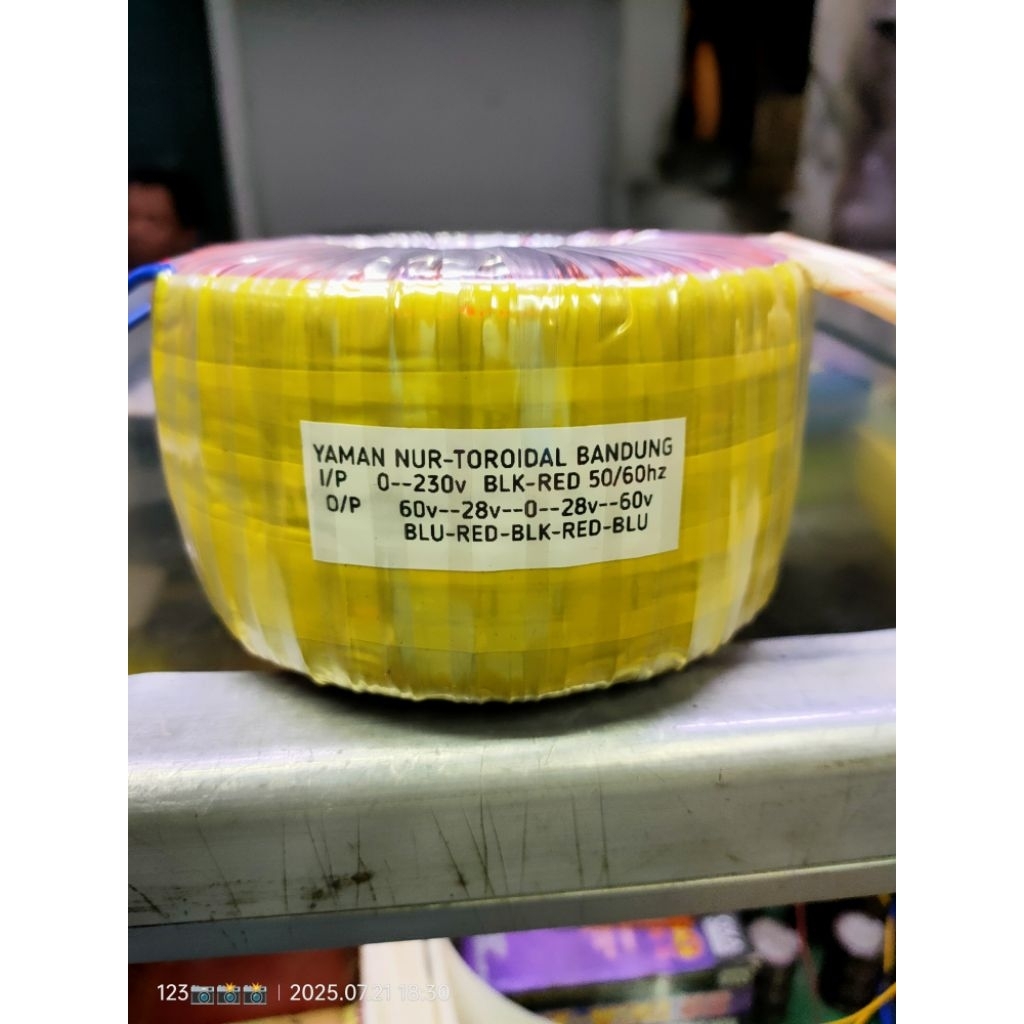 YAMAN NUR-TOROIDAL BANDUNG
I/P 0--230v BLK-RED 50/60hz
O/P 60v--28v--0--28v--60v
BLU-RED-BLK-RED-BLU
123📷📸📸 | 2025.07.21 18:30